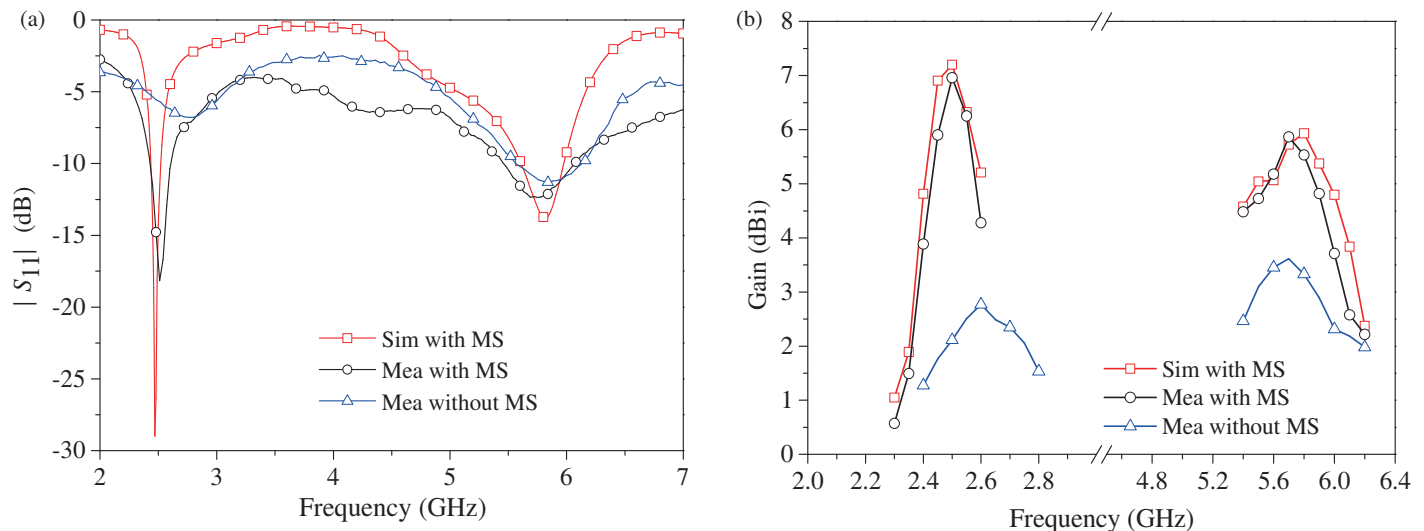 (a)
0
-5
-10
-15
-20
-25
-30
| S11| (dB)
Sim with MS
Mea with MS
Mea without MS
2 3 4 5 6 7
Frequency (GHz)
(b)
8
7
6
5
4
3
2
1
0
Gain (dBi)
Sim with MS
Mea with MS
Mea without MS
2.0 2.2 2.4 2.6 2.8 4.8 5.2 5.6 6.0 6.4
Frequency (GHz)